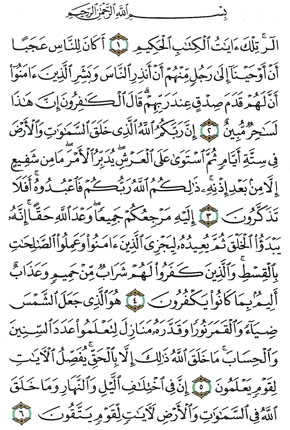 بِسْمِ ٱللَّهِ ٱلرَّحْمَٰنِ ٱلرَّحِيمِ
الٓر ۚ تِلْكَ ءَايَٰتُ ٱلْكِتَٰبِ ٱلْحَكِيمِ ١ أَكَانَ لِلنَّاسِ عَجَبًا
أَنْ أَوْحَيْنَآ إِلَىٰ رَجُلٍ مِّنْهُمْ أَنْ أَنذِرِ ٱلنَّاسَ وَبَشِّرِ ٱلَّذِينَ ءَامَنُوٓا۟
أَنَّ لَهُمْ قَدَمَ صِدْقٍ عِندَ رَبِّهِمْ ۗ قَالَ ٱلْكَٰفِرُونَ إِنَّ هَٰذَا
لَسَٰحِرٌ مُّبِينٌ ٢ إِنَّ رَبَّكُمُ ٱللَّهُ ٱلَّذِى خَلَقَ ٱلسَّمَٰوَٰتِ وَٱلْأَرْضَ
فِى سِتَّةِ أَيَّامٍ ثُمَّ ٱسْتَوَىٰ عَلَى ٱلْعَرْشِ ۖ يُدَبِّرُ ٱلْأَمْرَ ۖ مَا مِن شَفِيعٍ
إِلَّا مِنۢ بَعْدِ إِذْنِهِۦ ۚ ذَٰلِكُمُ ٱللَّهُ رَبُّكُمْ فَٱعْبُدُوهُ ۚ أَفَلَا
تَذَكَّرُونَ ٣ إِلَيْهِ مَرْجِعُكُمْ جَمِيعًا ۖ وَعْدَ ٱللَّهِ حَقًّا ۚ إِنَّهُۥ
يَبْدَؤُا۟ ٱلْخَلْقَ ثُمَّ يُعِيدُهُۥ لِيَجْزِىَ ٱلَّذِينَ ءَامَنُوا۟ وَعَمِلُوا۟ ٱلصَّٰلِحَٰتِ
بِٱلْقِسْطِ ۚ وَٱلَّذِينَ كَفَرُوا۟ لَهُمْ شَرَابٌ مِّنْ حَمِيمٍ وَعَذَابٌ
أَلِيمٌۢ بِمَا كَانُوا۟ يَكْفُرُونَ ٤ هُوَ ٱلَّذِى جَعَلَ ٱلشَّمْسَ
ضِيَآءً وَٱلْقَمَرَ نُورًا وَقَدَّرَهُۥ مَنَازِلَ لِتَعْلَمُوا۟ عَدَدَ ٱلسِّنِينَ
وَٱلْحِسَابَ ۚ مَا خَلَقَ ٱللَّهُ ذَٰلِكَ إِلَّا بِٱلْحَقِّ ۚ يُفَصِّلُ ٱلْءَايَٰتِ
لِقَوْمٍ يَعْلَمُونَ ٥ إِنَّ فِى ٱخْتِلَٰفِ ٱلَّيْلِ وَٱلنَّهَارِ وَمَا خَلَقَ
ٱللَّهُ فِى ٱلسَّمَٰوَٰتِ وَٱلْأَرْضِ لَءَايَٰتٍ لِّقَوْمٍ يَتَّقُونَ ٦